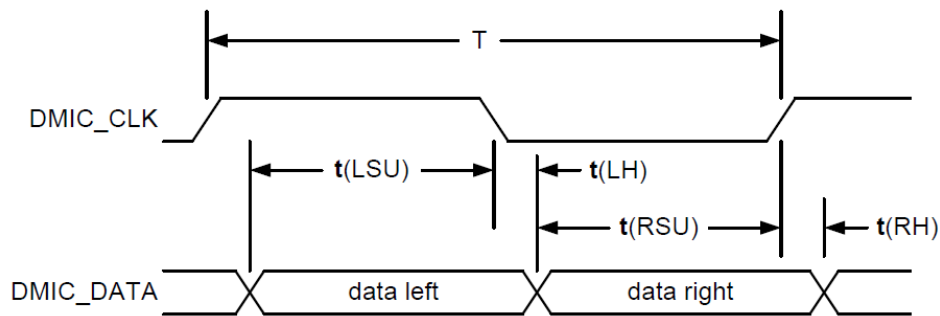 T
DMIC_CLK
t(LSU)
t(LH)
t(RSU)
t(RH)
DMIC_DATA
data left
data right